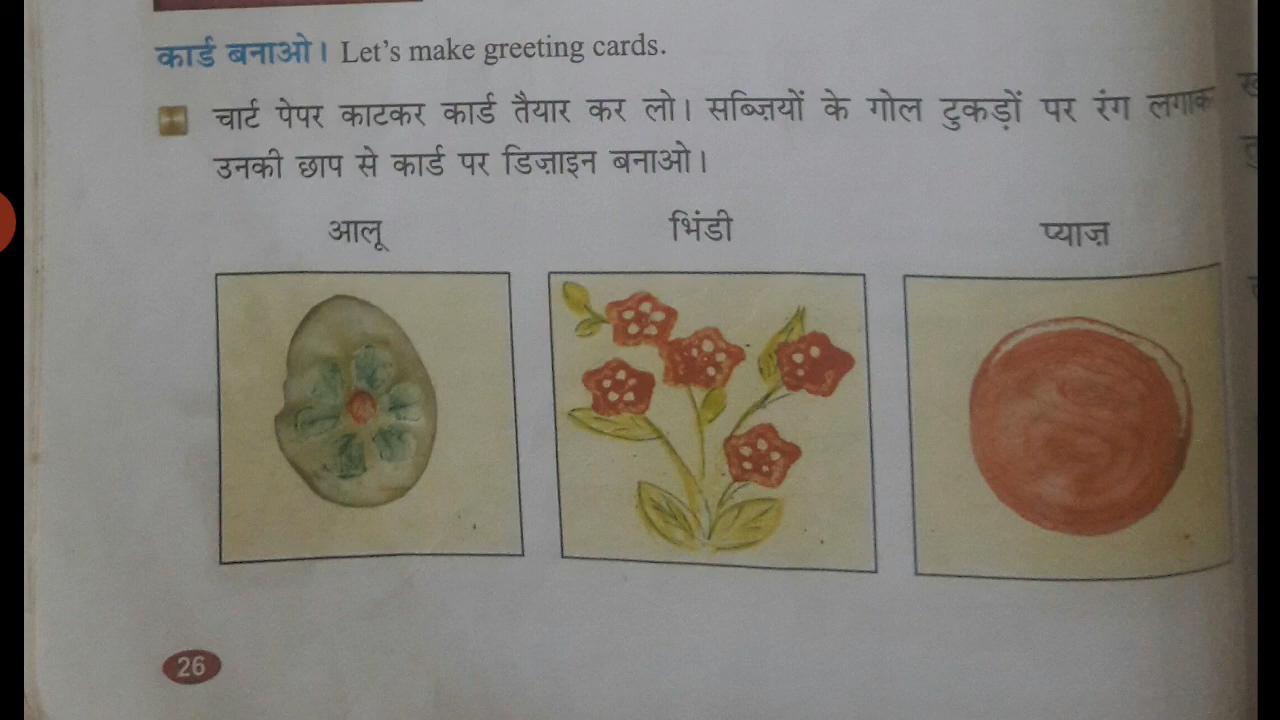 कार्ड बनाओ। Let's make greeting cards.
चार्ट पेपर काटकर कार्ड तैयार कर लो। सब्ज़ियों के गोल टुकड़ों पर रंग
उनकी छाप से कार्ड पर डिज़ाइन बनाओ।
आलू भिंडी प्याज़
26